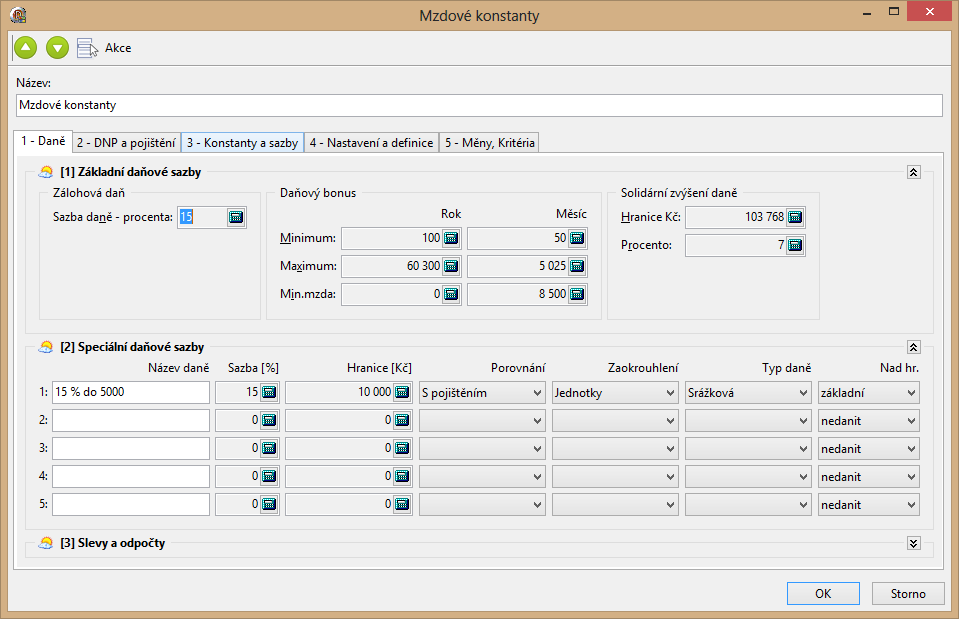 Mzdové konstanty
Akce
Název:
Mzdové konstanty
1 - Daně 2 - DNP a pojištění 3 - Konstanty a sazby 4 - Nastavení a definice 5 - Měny, Kritéria
[1] Základní daňové sazby
Zálohová daň
Sazba daně - procenta: 15
Daňový bonus
Rok Měsíc
Minimum: 100 50
Maximum: 60 300 5 025
Min.mzda: 0 8 500
Solidární zvýšení daně
Hranice Kč: 103 768
Procento: 7
[2] Speciální daňové sazby
Název daně Sazba [%] Hranice [Kč] Porovnání Zaokrouhlení Typ daně Nad hr.
1: 15 % do 5000 15 10 000 S pojištěním Jednotky Srážková základní
2: 0 0 nedanit
3: 0 0 nedanit
4: 0 0 nedanit
5: 0 0 nedanit
[3] Slevy a odpočty
OK Storno